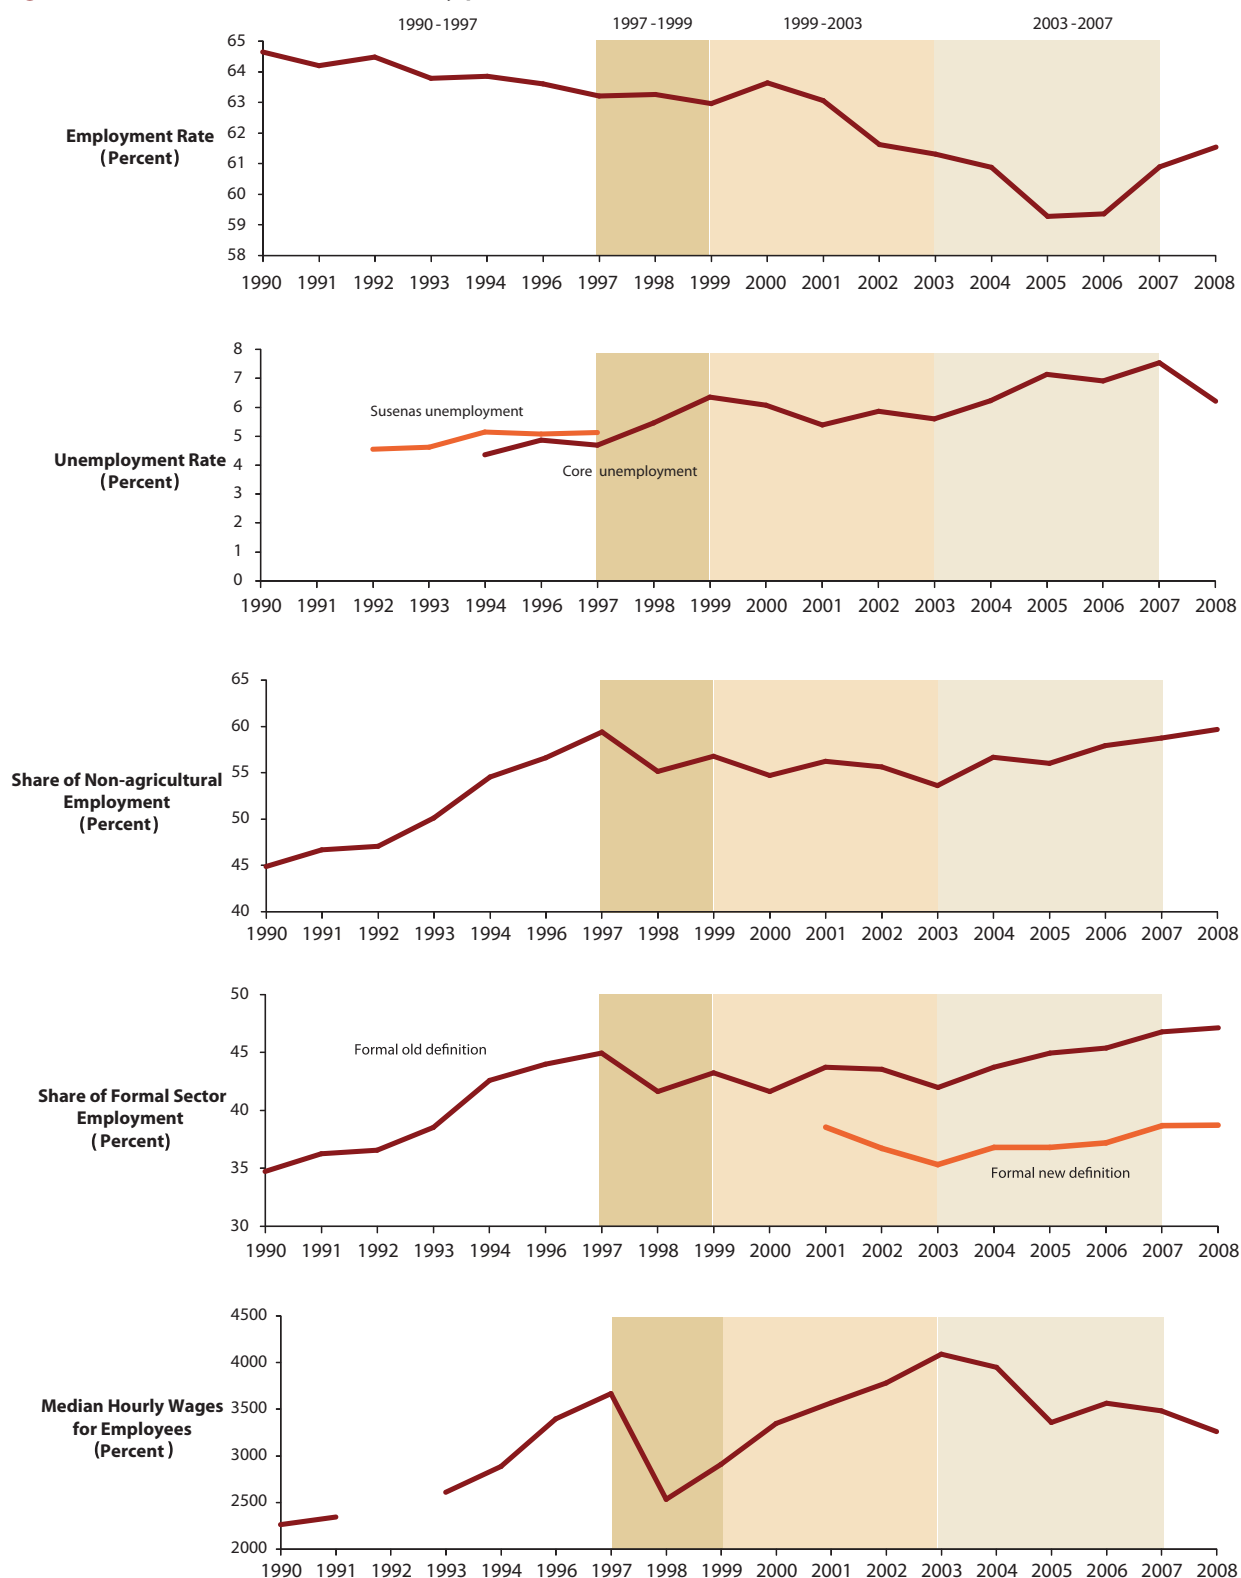 1990-1997 1997-1999 1999-2003 2003-2007
65
64
63
62
61
60
59
58
Employment Rate
(Percent)
1990 1991 1992 1993 1994 1996 1997 1998 1999 2000 2001 2002 2003 2004 2005 2006 2007 2008
8
7
6
5
4
3
2
1
0
Susenas unemployment
Core unemployment
Unemployment Rate
(Percent)
1990 1991 1992 1993 1994 1996 1997 1998 1999 2000 2001 2002 2003 2004 2005 2006 2007 2008
65
60
55
50
45
40
Share of Non-agricultural
Employment
(Percent)
1990 1991 1992 1993 1994 1996 1997 1998 1999 2000 2001 2002 2003 2004 2005 2006 2007 2008
50
45
40
35
30
Formal old definition
Share of Formal Sector
Employment
(Percent)
Formal new definition
1990 1991 1992 1993 1994 1996 1997 1998 1999 2000 2001 2002 2003 2004 2005 2006 2007 2008
4500
4000
3500
3000
2500
2000
Median Hourly Wages
for Employees
(Percent)
1990 1991 1992 1993 1994 1996 1997 1998 1999 2000 2001 2002 2003 2004 2005 2006 2007 2008